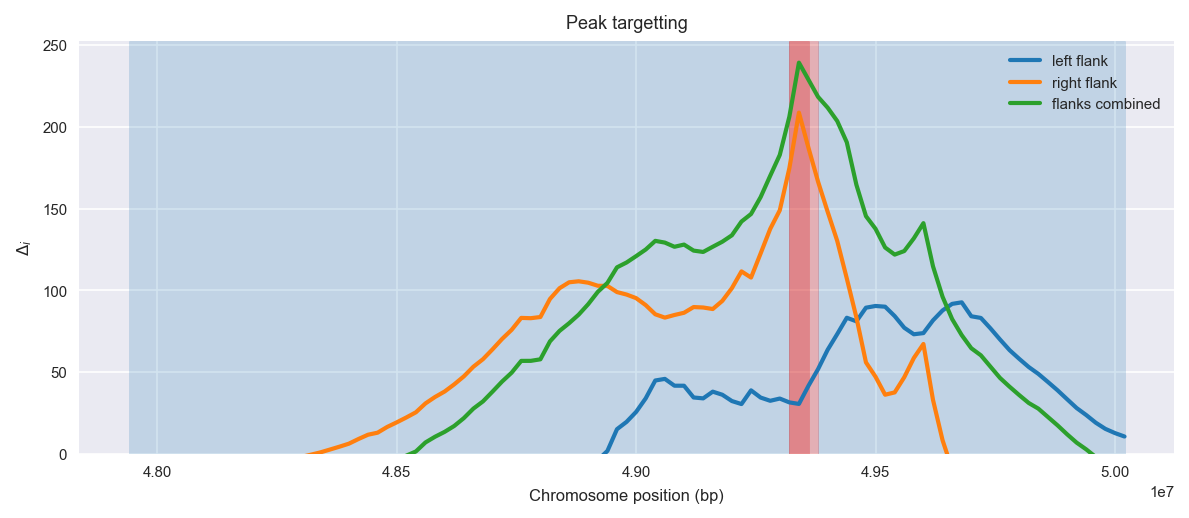 Peak targetting
250
200
150
100
50
0
Δi
left flank
right flank
flanks combined
4.80 4.85 4.90 4.95 5.00
1e7
Chromosome position (bp)